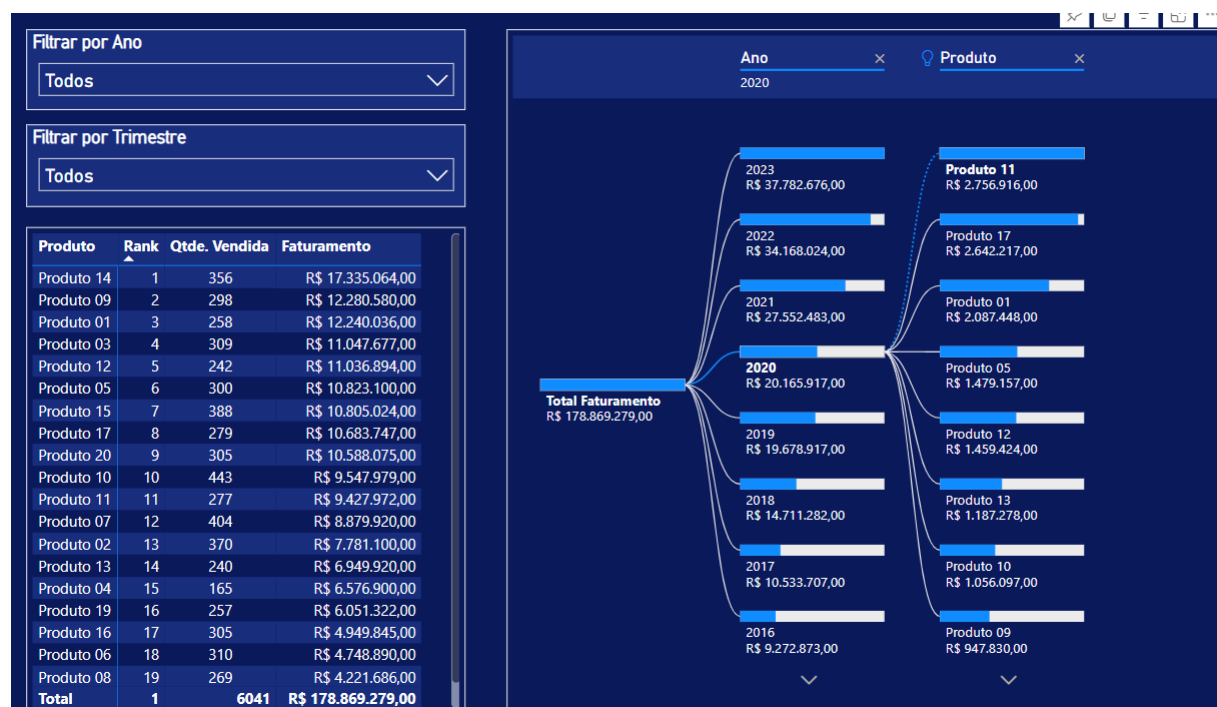 Filtrar por Ano
Todos
Filtrar por Trimestre
Todos
Produto Rank Qtde. Vendida Faturamento
Produto 14 1 356 R$ 17.335.064,00
Produto 09 2 298 R$ 12.280.580,00
Produto 01 3 258 R$ 12.240.036,00
Produto 03 4 309 R$ 11.047.677,00
Produto 12 5 242 R$ 11.036.894,00
Produto 05 6 300 R$ 10.823.100,00
Produto 15 7 388 R$ 10.805.024,00
Produto 17 8 279 R$ 10.683.747,00
Produto 20 9 305 R$ 10.588.075,00
Produto 10 10 443 R$ 9.547.979,00
Produto 11 11 277 R$ 9.427.972,00
Produto 07 12 404 R$ 8.879.920,00
Produto 02 13 370 R$ 7.781.100,00
Produto 13 14 240 R$ 6.949.920,00
Produto 04 15 165 R$ 6.576.900,00
Produto 19 16 257 R$ 6.051.322,00
Produto 16 17 305 R$ 4.949.845,00
Produto 06 18 310 R$ 4.748.890,00
Produto 08 19 269 R$ 4.221.686,00
Total 1 6041 R$ 178.869.279,00
Ano
2020
Produto
Total Faturamento
R$ 178.869.279,00
2023
R$ 37.782.676,00
2022
R$ 34.168.024,00
2021
R$ 27.552.483,00
2020
R$ 20.165.917,00
2019
R$ 19.678.917,00
2018
R$ 14.711.282,00
2017
R$ 10.533.707,00
2016
R$ 9.272.873,00
Produto 11
R$ 2.756.916,00
Produto 17
R$ 2.642.217,00
Produto 01
R$ 2.087.448,00
Produto 05
R$ 1.479.157,00
Produto 12
R$ 1.459.424,00
Produto 13
R$ 1.187.278,00
Produto 10
R$ 1.056.097,00
Produto 09
R$ 947.830,00